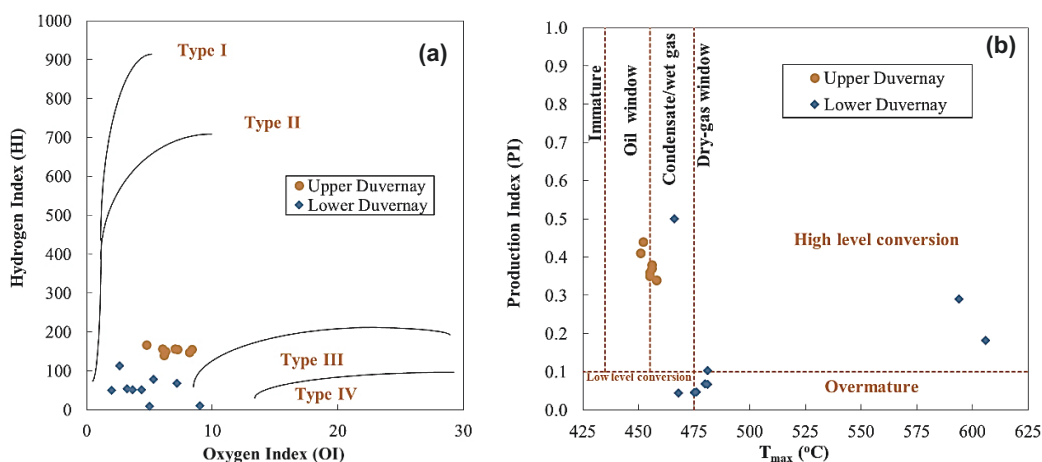 (a)
Hydrogen Index (HI)
1000
900
800
700
600
500
400
300
200
100
0
Type I
Type II
Upper Duvernay
Lower Duvernay
Type III
Type IV
0
10
20
30
Oxygen Index (OI)
(b)
Production Index (PI)
1.0
0.9
0.8
0.7
0.6
0.5
0.4
0.3
0.2
0.1
0.0
Immature
Oil window
Condensate/wet gas
Dry-gas window
Upper Duvernay
Lower Duvernay
High level conversion
Low level conversion
Overmature
425
450
475
500
525
550
575
600
625
Tmax (°C)